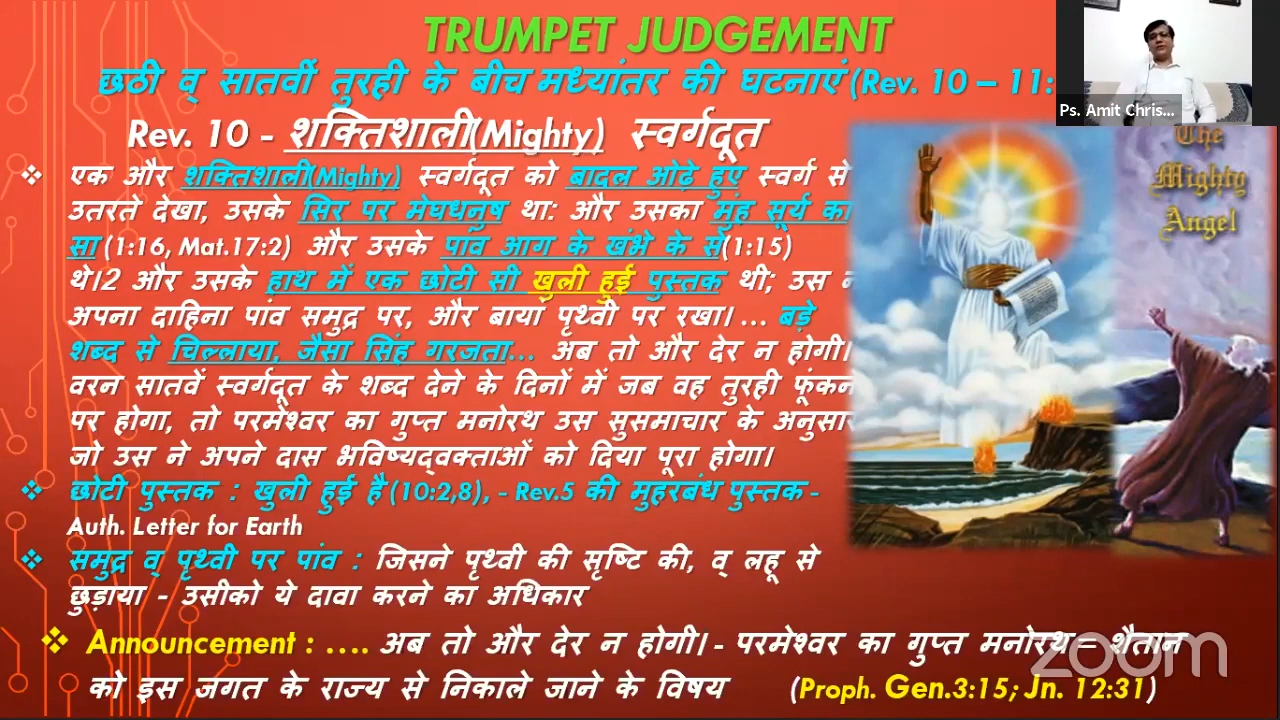 TRUMPET JUDGEMENT
छठी व् सातवीं तुरही के बीच मध्यांतर की घटनाएं (Rev. 10 – 11:
Ps. Amit Chris...
Rev. 10 - शक्तिशाली(Mighty) स्वर्गदूत
The
Mighty
Angel
❖ एक और शक्तिशाली(Mighty) स्वर्गदूत को बादल ओढ़े हुए स्वर्ग से
उतरते देखा, उसके सिर पर मेघधनुष था: और उसका मुंह सूर्य का
सा (1:16, Mat.17:2) और उसके पांव आग के खंभे के से(1:15)
थे।2 और उसके हाथ में एक छोटी सी खुली हुई पुस्तक थी; उस
अपना दाहिना पांव समुद्र पर, और बायां पृथ्वी पर रखा। ... बड़े
शब्द से चिल्लाया, जैसा सिंह गरजता... अब तो और देर न होगी।
वरन सातवें स्वर्गदूत के शब्द देने के दिनों में जब वह तुरही फूंकन
पर होगा, तो परमेश्वर का गुप्त मनोरथ उस सुसमाचार के अनुसार
जो उस ने अपने दास भविष्यद्वक्ताओं को दिया पूरा होगा।
❖ छोटी पुस्तक : खुली हुई है (10:2,8), - Rev.5 की मुहरबंध पुस्तक -
Auth. Letter for Earth
❖ समुद्र व् पृथ्वी पर पांव : जिसने पृथ्वी की सृष्टि की, व् लहू से
छुड़ाया - उसीको ये दावा करने का अधिकार
❖ Announcement : .... अब तो और देर न होगी। - परमेश्वर का गुप्त मनोरथ = शैतान
को इस जगत के राज्य से निकाले जाने के विषय (Proph. Gen.3:15; Jn. 12:31)
zoom